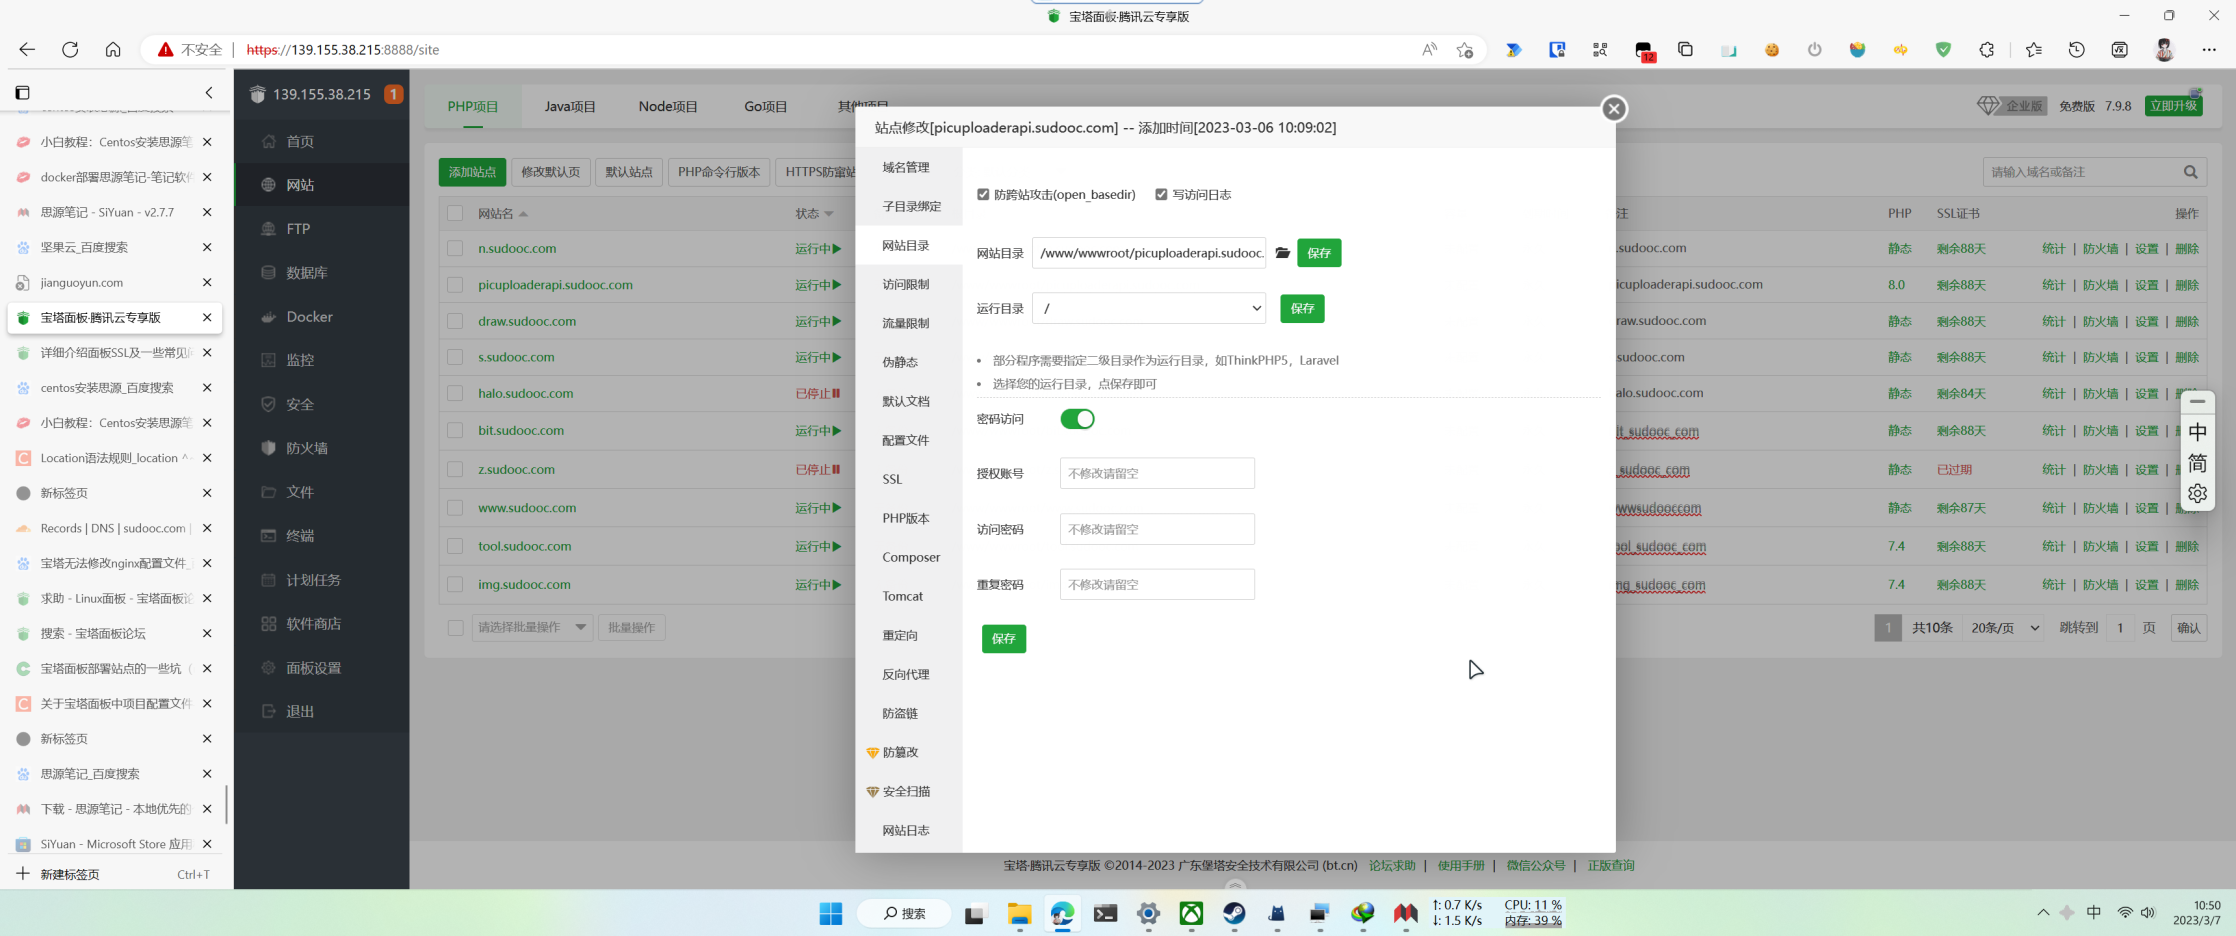 宝塔面板·腾讯云专享版
不安全
https://139.155.38.215:8888/site
12
小白教程：Centos安装思源笔
docker部署思源笔记-笔记软件
思源笔记 - SiYuan - v2.7.7
坚果云_百度搜索
jianguoyun.com
宝塔面板·腾讯云专享版
详细介绍面板SSL及一些常见问
centos安装思源_百度搜索
小白教程：Centos安装思源笔
Location语法规则_location ^
新标签页
Records | DNS | sudooc.com |
宝塔无法修改nginx配置文件_
求助 - Linux面板 - 宝塔面板论
搜索 - 宝塔面板论坛
宝塔面板部署站点的一些坑（
关于宝塔面板中项目配置文件
新标签页
思源笔记_百度搜索
下载 - 思源笔记 - 本地优先的
SiYuan - Microsoft Store 应用
新建标签页 Ctrl+T
139.155.38.215 1
首页
网站
FTP
数据库
Docker
监控
安全
防火墙
文件
终端
计划任务
软件商店
面板设置
退出
PHP项目 Java项目 Node项目 Go项目 其他项目
企业版 免费版 7.9.8 立即升级
添加站点 修改默认页 默认站点 PHP命令行版本 HTTPS防窜站
请输入域名或备注
网站名 状态
注 PHP SSL证书 操作
n.sudooc.com 运行中
.sudooc.com 静态 剩余88天 统计 | 防火墙 | 设置 | 删除
picuploaderapi.sudooc.com 运行中
icuploaderapi.sudooc.com 8.0 剩余88天 统计 | 防火墙 | 设置 | 删除
draw.sudooc.com 运行中
raw.sudooc.com 静态 剩余88天 统计 | 防火墙 | 设置 | 删除
s.sudooc.com 运行中
.sudooc.com 静态 剩余88天 统计 | 防火墙 | 设置 | 删除
halo.sudooc.com 已停止
alo.sudooc.com 静态 剩余84天 统计 | 防火墙 | 设置 | 删除
bit.sudooc.com 运行中
it_sudooc_com 静态 剩余88天 统计 | 防火墙 | 设置 |
z.sudooc.com 已停止
_sudooc_com 静态 已过期 统计 | 防火墙 | 设置 |
www.sudooc.com 运行中
wwsudooccom 静态 剩余87天 统计 | 防火墙 | 设置 |
tool.sudooc.com 运行中
ool_sudooc_com 7.4 剩余88天 统计 | 防火墙 | 设置 | 删除
img.sudooc.com 运行中
ng_sudooc_com 7.4 剩余88天 统计 | 防火墙 | 设置 | 删除
请选择批量操作 批量操作
1 共10条 20条/页 跳转到 1 页 确认
站点修改[picuploaderapi.sudooc.com] -- 添加时间[2023-03-06 10:09:02]
域名管理
子目录绑定
网站目录
访问限制
流量限制
伪静态
默认文档
配置文件
SSL
PHP版本
Composer
Tomcat
重定向
反向代理
防盗链
防篡改
安全扫描
网站日志
防跨站攻击(open_basedir) 写访问日志
网站目录 /www/wwwroot/picuploaderapi.sudooc. 保存
运行目录 / 保存
部分程序需要指定二级目录作为运行目录，如ThinkPHP5，Laravel
选择您的运行目录，点保存即可
密码访问
授权账号 不修改请留空
访问密码 不修改请留空
重复密码 不修改请留空
保存
中
简
宝塔·腾讯云专享版 ©2014-2023 广东堡塔安全技术有限公司 (bt.cn) 论坛求助 | 使用手册 | 微信公众号 | 正版查询
搜索
↑: 0.7 K/s
↓: 1.5 K/s
CPU: 11 %
内存: 39 %
中
10:50
2023/3/7